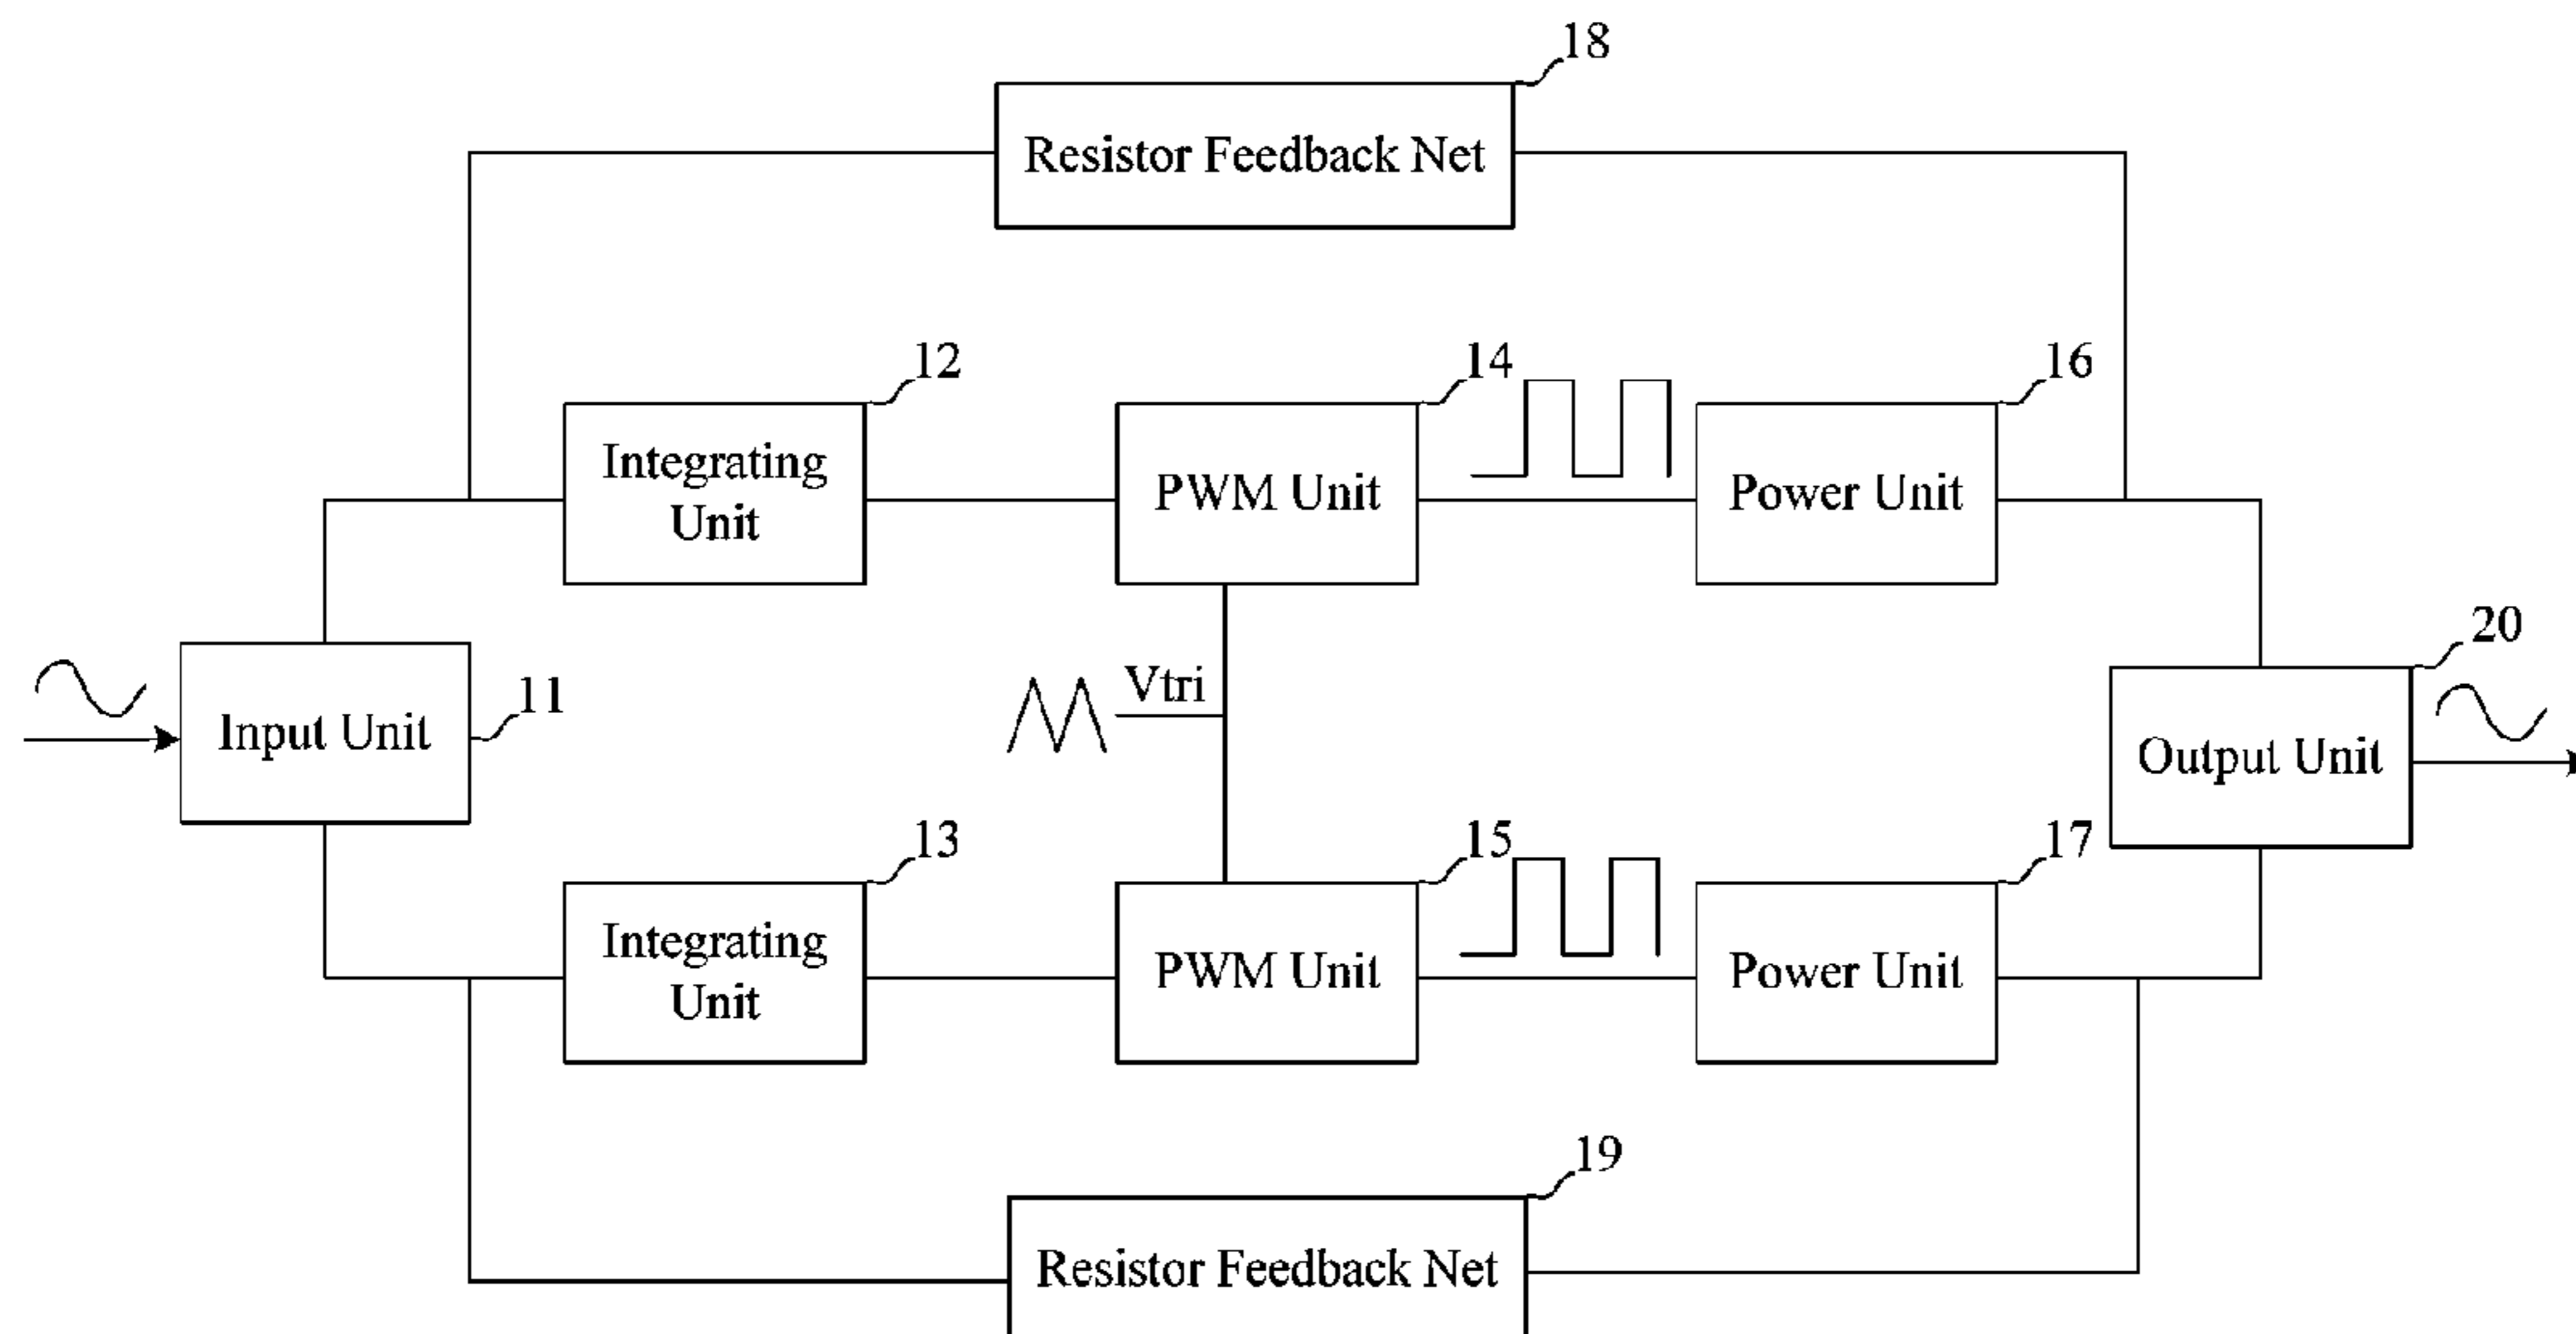 18
Resistor Feedback Net
12
14
16
Integrating
Unit
PWM Unit
Power Unit
20
Vtri
11
Input Unit
Output Unit
13
15
17
Integrating
Unit
PWM Unit
Power Unit
19
Resistor Feedback Net